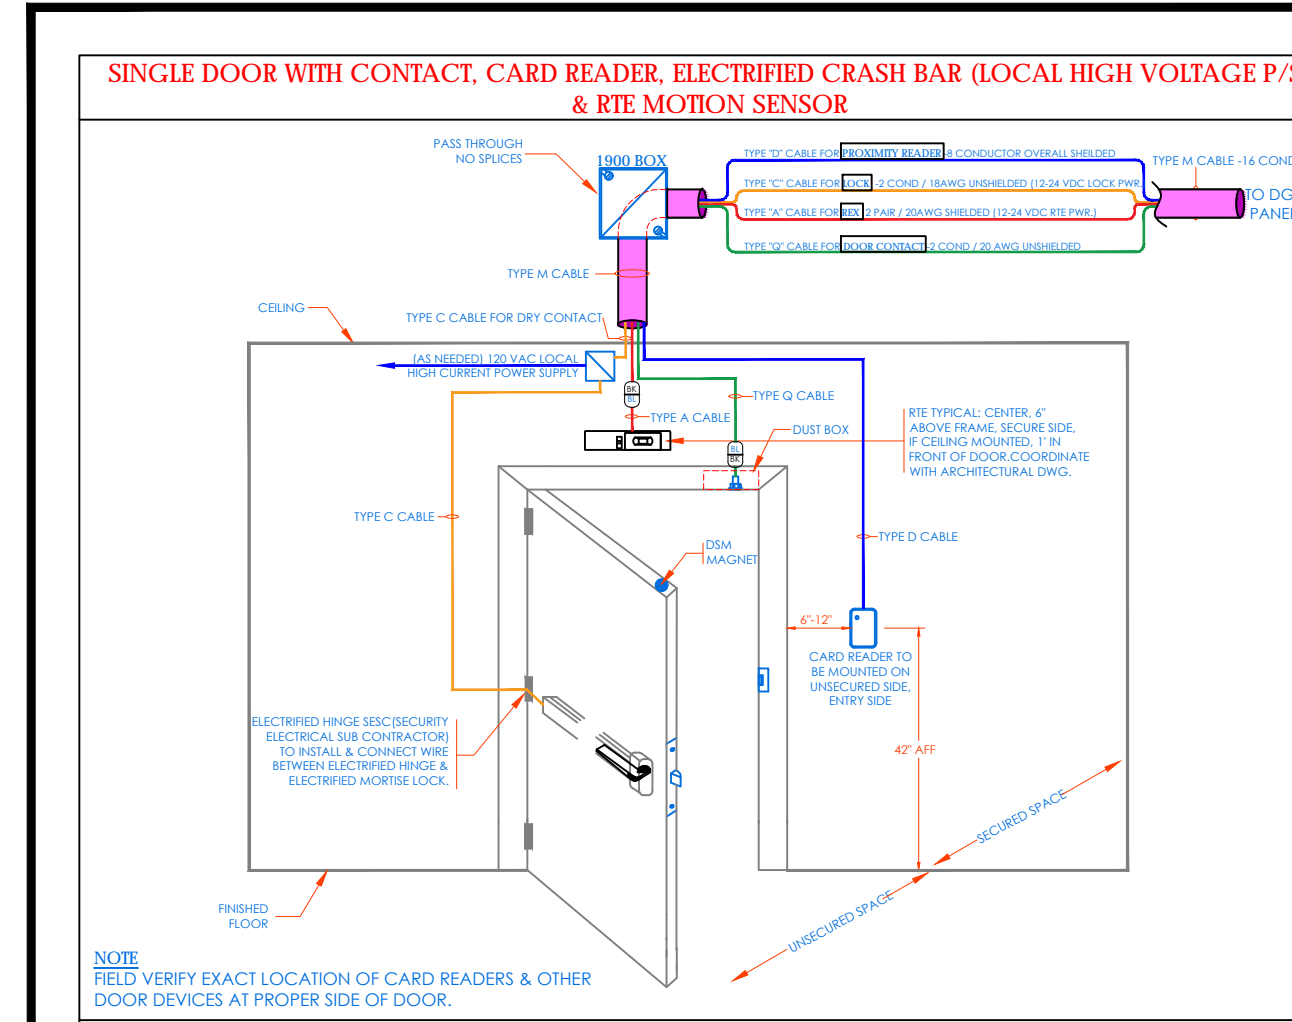 SINGLE DOOR WITH CONTACT, CARD READER, ELECTRIFIED CRASH BAR (LOCAL HIGH VOLTAGE P/S
& RTE MOTION SENSOR
PASS THROUGH
NO SPLICES
1900 BOX
TYPE "D" CABLE FOR PROXIMITY READER-8 CONDUCTOR OVERALL SHEILDED
TYPE "C" CABLE FOR LOCK -2 COND / 18AWG UNSHIELDED (12-24 VDC LOCK PWR.)
TYPE "A" CABLE FOR REX 2 PAIR / 20AWG SHIELDED (12-24 VDC RTE PWR.)
TYPE "Q" CABLE FOR DOOR CONTACT-2 COND / 20 AWG UNSHIELDED
TYPE M CABLE -16 COND
TO DG
PANEL
TYPE M CABLE
CEILING
TYPE C CABLE FOR DRY CONTACT
(AS NEEDED) 120 VAC LOCAL
HIGH CURRENT POWER SUPPLY
BK
BL
TYPE Q CABLE
TYPE A CABLE
DUST BOX
BL
BK
RTE TYPICAL: CENTER, 6"
ABOVE FRAME, SECURE SIDE,
IF CEILING MOUNTED, 1' IN
FRONT OF DOOR.COORDINATE
WITH ARCHITECTURAL DWG.
TYPE C CABLE
DSM
MAGNET
TYPE D CABLE
6"-12"
CARD READER TO
BE MOUNTED ON
UNSECURED SIDE,
ENTRY SIDE
ELECTRIFIED HINGE SESC(SECURITY
ELECTRICAL SUB CONTRACTOR)
TO INSTALL & CONNECT WIRE
BETWEEN ELECTRIFIED HINGE &
ELECTRIFIED MORTISE LOCK.
42" AFF
SECURED SPACE
UNSECURED SPACE
FINISHED
FLOOR
NOTE
FIELD VERIFY EXACT LOCATION OF CARD READERS & OTHER
DOOR DEVICES AT PROPER SIDE OF DOOR.